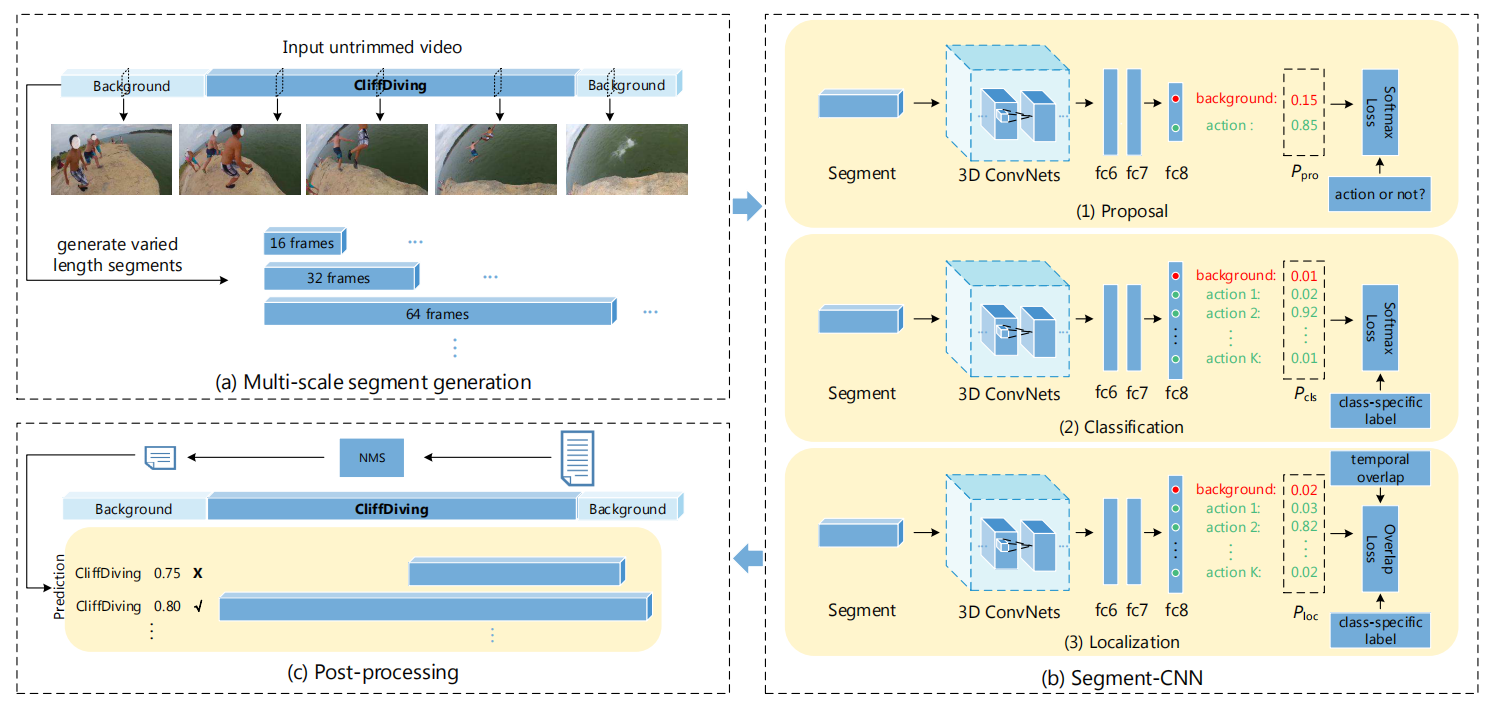 Input untrimmed video
Background
CliffDiving
Background
generate varied
length segments
16 frames
...
32 frames
...
64 frames
...
(a) Multi-scale segment generation
NMS
Background
CliffDiving
Background
Prediction
CliffDiving 0.75 X
CliffDiving 0.80 √
(c) Post-processing
Segment
3D ConvNets
fc6
fc7
fc8
background: 0.15
action : 0.85
Ppro
Softmax
Loss
action or not?
(1) Proposal
Segment
3D ConvNets
fc6
fc7
fc8
background: 0.01
action 1: 0.02
action 2: 0.92
action K: 0.01
Pcls
Softmax
Loss
class-specific
label
(2) Classification
temporal
overlap
Segment
3D ConvNets
fc6
fc7
fc8
background: 0.02
action 1: 0.03
action 2: 0.82
action K: 0.02
Ploc
Overlap
Loss
class-specific
label
(3) Localization
(b) Segment-CNN